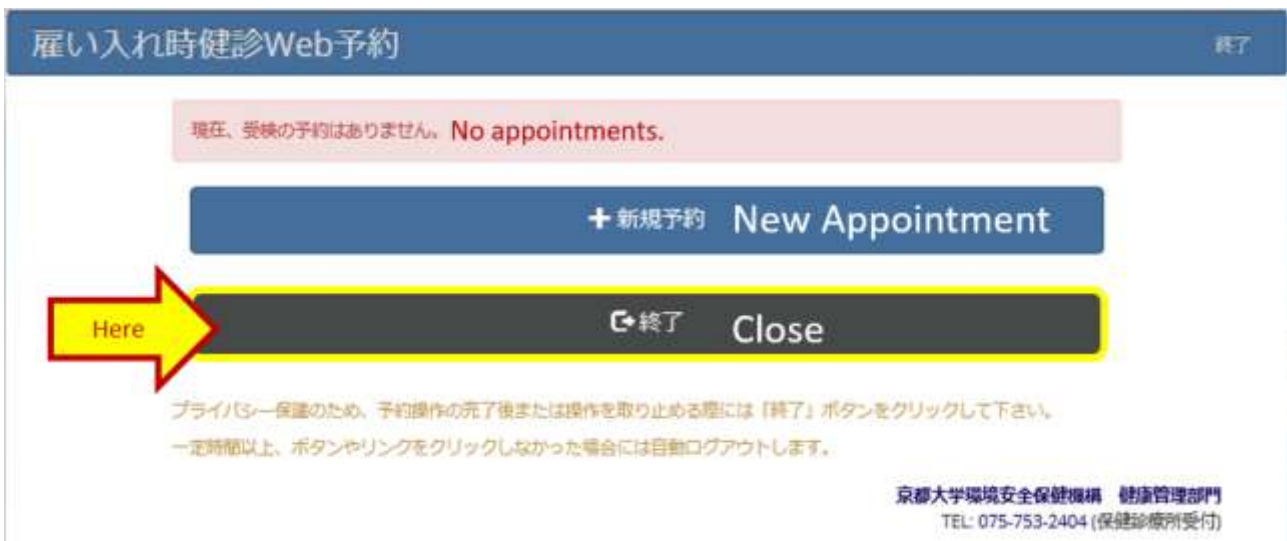 雇い入れ時健診Web予約 終了
現在、受検の予約はありません。 No appointments.
新規予約 New Appointment
Here
終了 Close
プライバシー保護のため、予約操作の完了後または操作を取り止める際には「終了」ボタンをクリックして下さい。
一定時間以上、ボタンやリンクをクリックしなかった場合には自動ログアウトします。
京都大学環境安全保健機構 健康管理部門
TEL: 075-753-2404 (保健診療所受付)